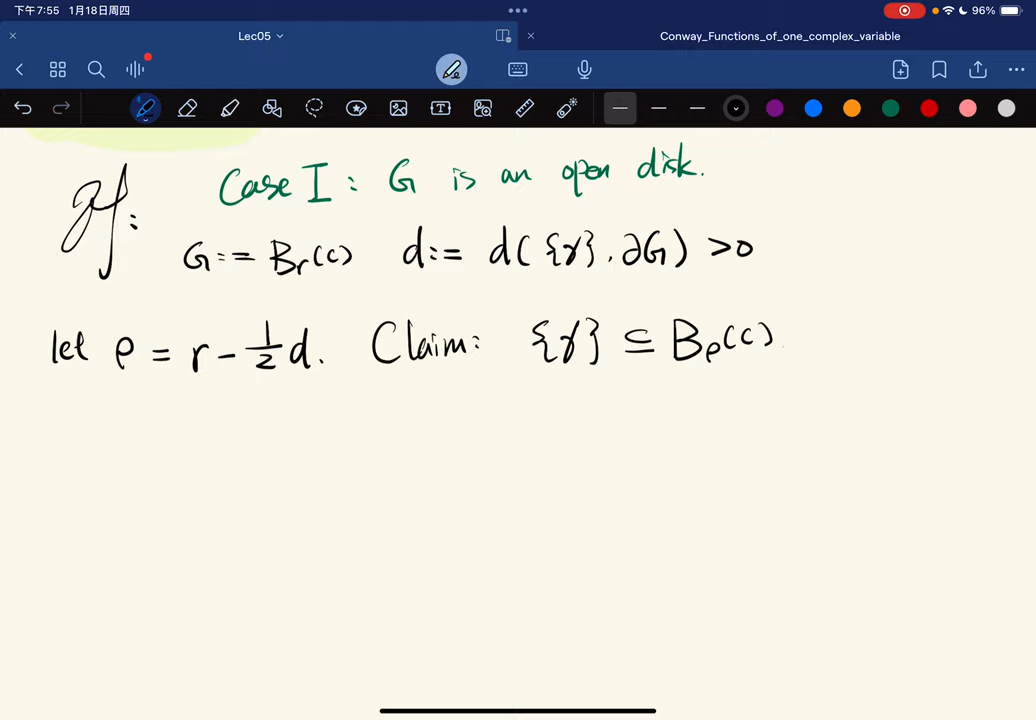 下午7:55 1月18日周四
96%
Lec05
Conway_Functions_of_one_complex_variable
pf:
Case I: G is an open disk.
G := Br(c) d := d({γ}, ∂G) >0
let ρ = r - 1/2 d. Claim: {γ} ⊆ Bρ(c)